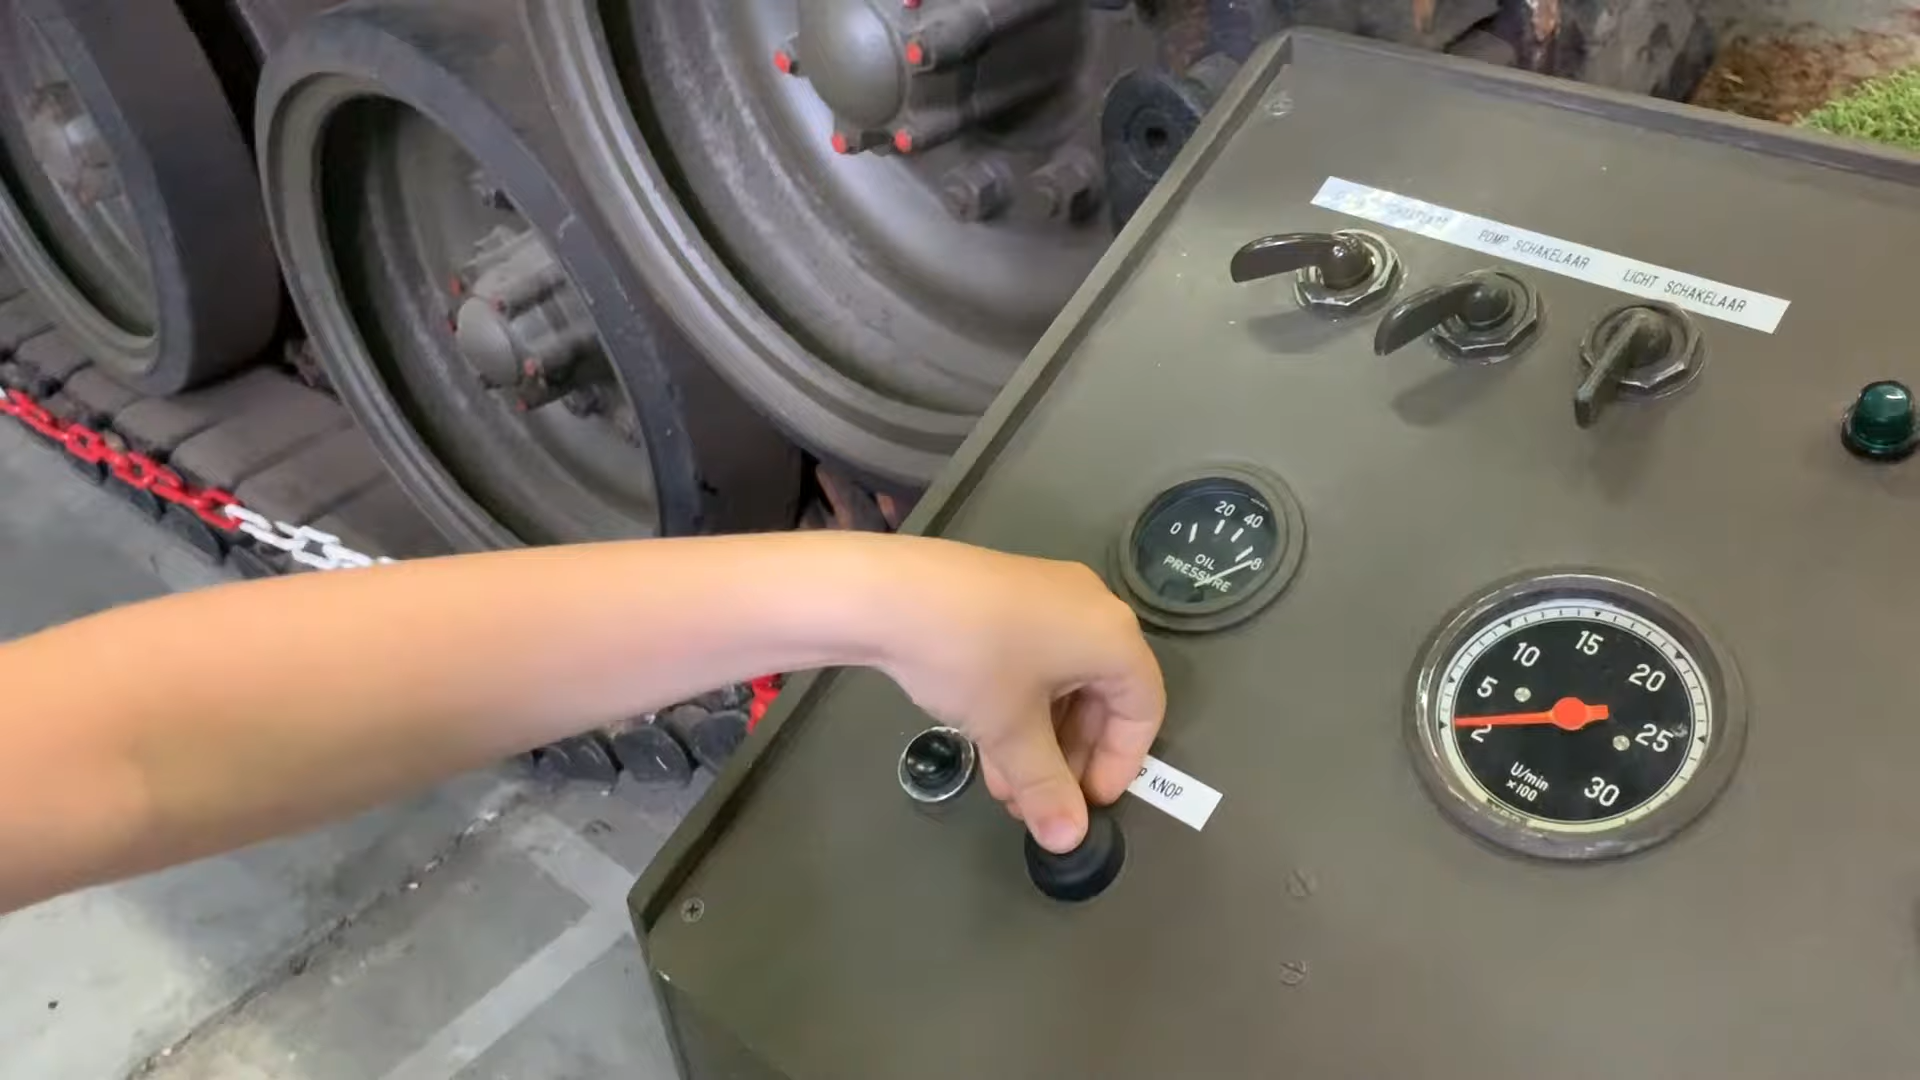 POMP SCHAKELAAR
LICHT SCHAKELAAR
0 20 40
OIL
PRESSURE
KNOP
2 5 10 15 20 25 30
U/min
x100